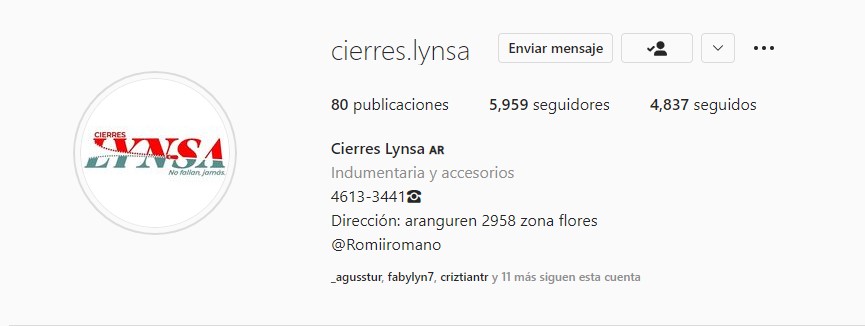 cierres.lynsa Enviar mensaje
80 publicaciones 5,959 seguidores 4,837 seguidos
CIERRES
LYNSA
No fallan, jamás.
Cierres Lynsa AR
Indumentaria y accesorios
4613-3441☎
Dirección: aranguren 2958 zona flores
@Romiiromano
_agusstur, fabylyn7, criztiantr y 11 más siguen esta cuenta